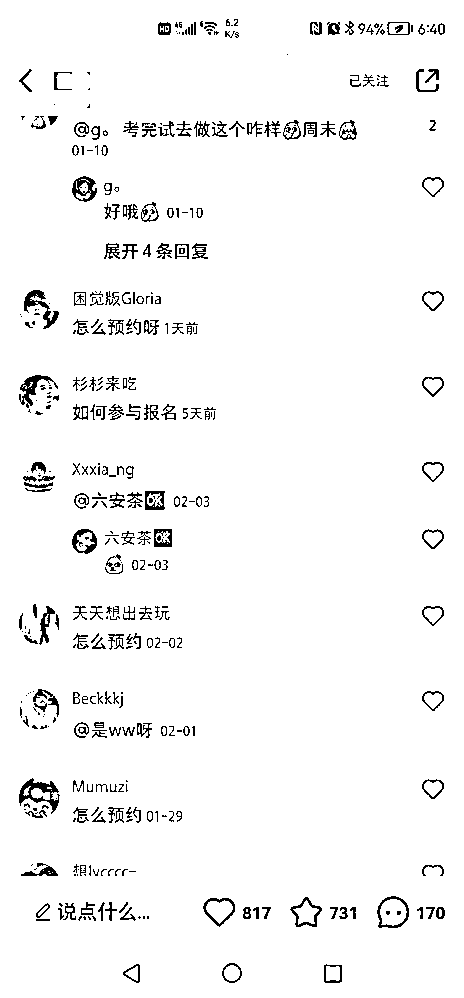 HD 4G 6.2 K/s 94% 6:40
已关注
@g。 考完试去做这个咋样周末 2
01-10
g。
好哦 01-10
展开 4 条回复
困觉版Gloria
怎么预约呀 1天前
杉杉来吃
如何参与报名 5天前
Xxxia_ng
@六安茶🆗 02-03
六安茶🆗
02-03
天天想出去玩
怎么预约 02-02
Beckkkj
@是ww呀 02-01
Mumuzi
怎么预约 01-29
说点什么... 817 731 170